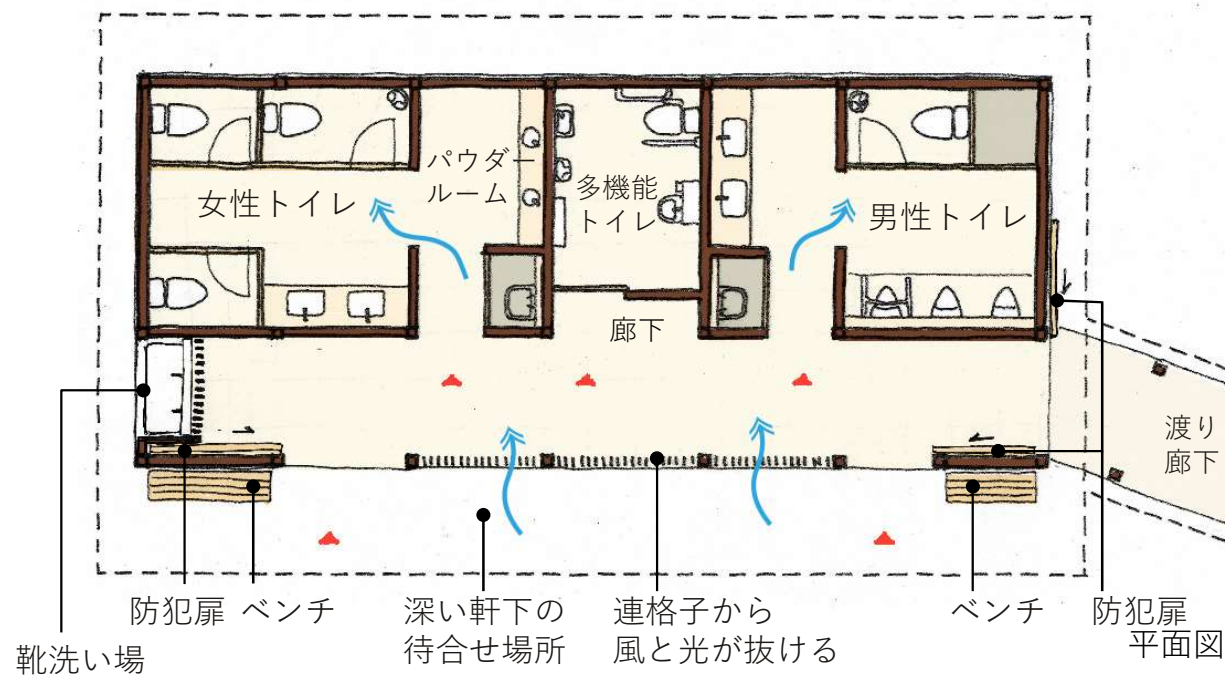 パウダー
ルーム
女性トイレ
多機能
トイレ
男性トイレ
廊下
渡り
廊下
防犯扉
ベンチ
深い軒下の
待合せ場所
連格子から
風と光が抜ける
ベンチ
防犯扉
平面図
靴洗い場